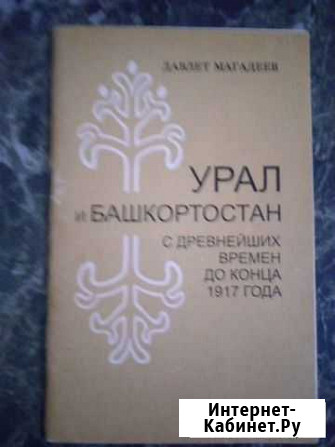 ДАВЛЕТ МАГАДЕЕВ
УРАЛ
и БАШКОРТОСТАН
С ДРЕВНЕЙШИХ
ВРЕМЕН
ДО КОНЦА
1917 ГОДА
Интернет-
Кабинет.Ру